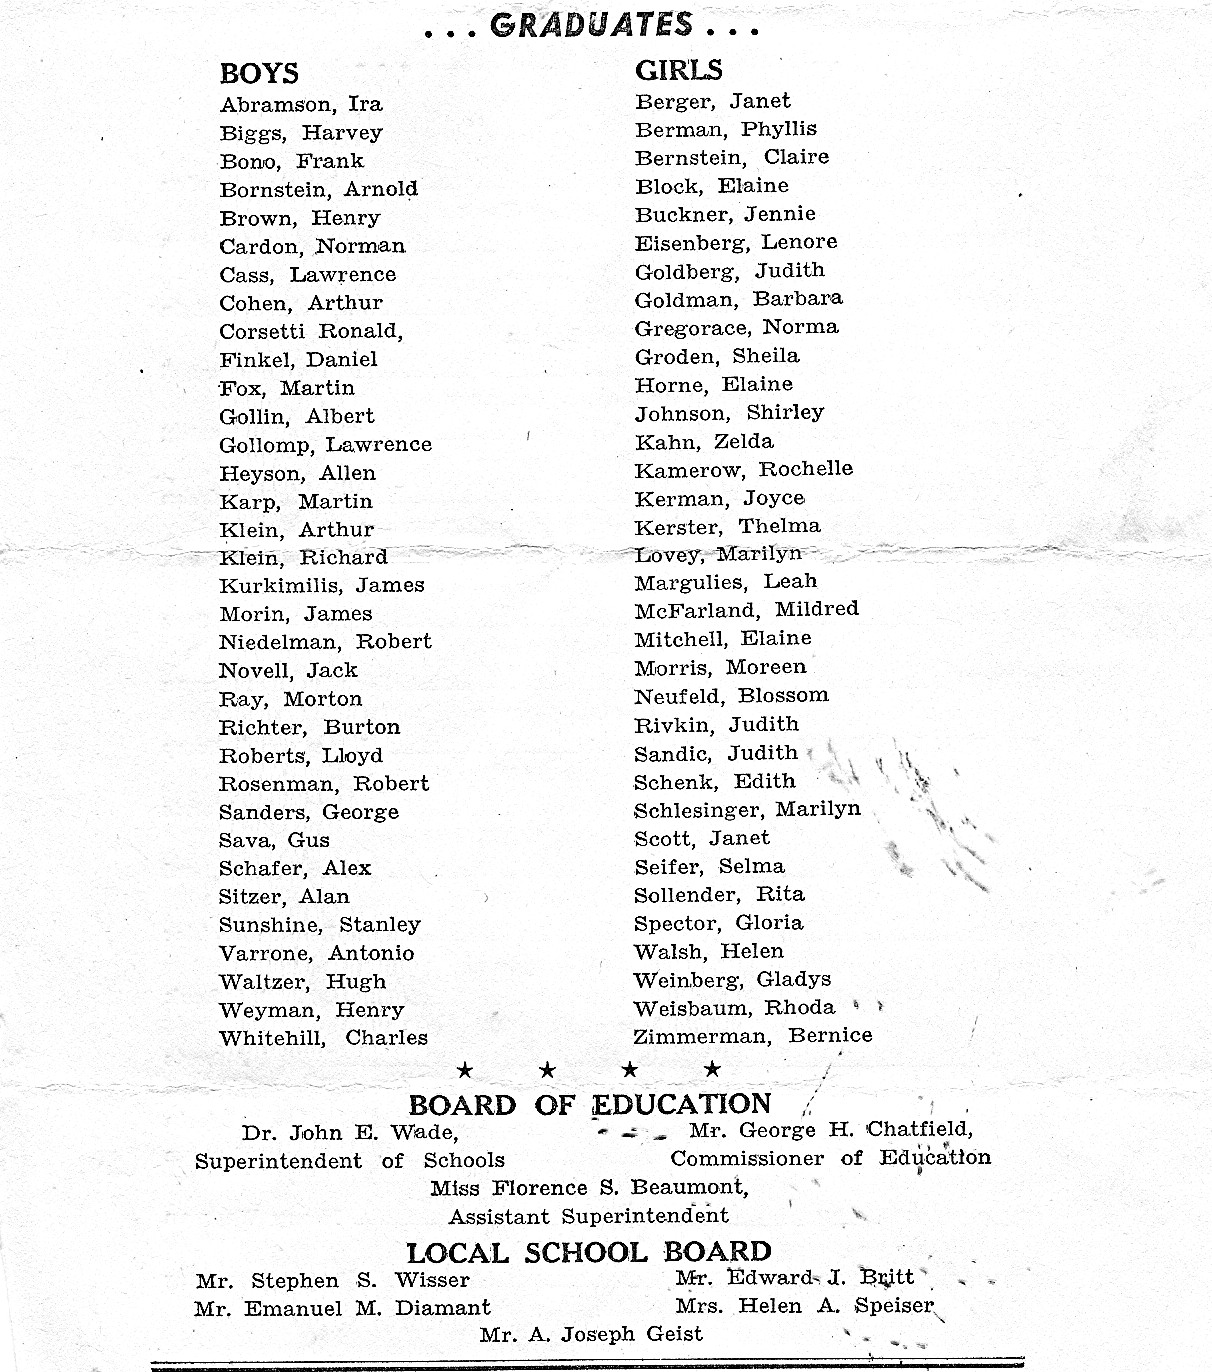 . . . GRADUATES . . .
BOYS
Abramson, Ira
Biggs, Harvey
Bono, Frank
Bornstein, Arnold
Brown, Henry
Cardon, Norman
Cass, Lawrence
Cohen, Arthur
Corsetti Ronald,
Finkel, Daniel
Fox, Martin
Gollin, Albert
Gollomp, Lawrence
Heyson, Allen
Karp, Martin
Klein, Arthur
Klein, Richard
Kurkimilis, James
Morin, James
Niedelman, Robert
Novell, Jack
Ray, Morton
Richter, Burton
Roberts, Lloyd
Rosenman, Robert
Sanders, George
Sava, Gus
Schafer, Alex
Sitzer, Alan
Sunshine, Stanley
Varrone, Antonio
Waltzer, Hugh
Weyman, Henry
Whitehill, Charles
GIRLS
Berger, Janet
Berman, Phyllis
Bernstein, Claire
Block, Elaine
Buckner, Jennie
Eisenberg, Lenore
Goldberg, Judith
Goldman, Barbara
Gregorace, Norma
Groden, Sheila
Horne, Elaine
Johnson, Shirley
Kahn, Zelda
Kamerow, Rochelle
Kerman, Joyce
Kerster, Thelma
Lovey, Marilyn
Margulies, Leah
McFarland, Mildred
Mitchell, Elaine
Morris, Moreen
Neufeld, Blossom
Rivkin, Judith
Sandic, Judith
Schenk, Edith
Schlesinger, Marilyn
Scott, Janet
Seifer, Selma
Sollender, Rita
Spector, Gloria
Walsh, Helen
Weinberg, Gladys
Weisbaum, Rhoda
Zimmerman, Bernice
★ ★ ★ ★
BOARD OF EDUCATION
Dr. John E. Wade,
Superintendent of Schools
Mr. George H. Chatfield,
Commissioner of Education
Miss Florence S. Beaumont,
Assistant Superintendent
LOCAL SCHOOL BOARD
Mr. Stephen S. Wisser
Mr. Edward J. Britt
Mr. Emanuel M. Diamant
Mrs. Helen A. Speiser
Mr. A. Joseph Geist